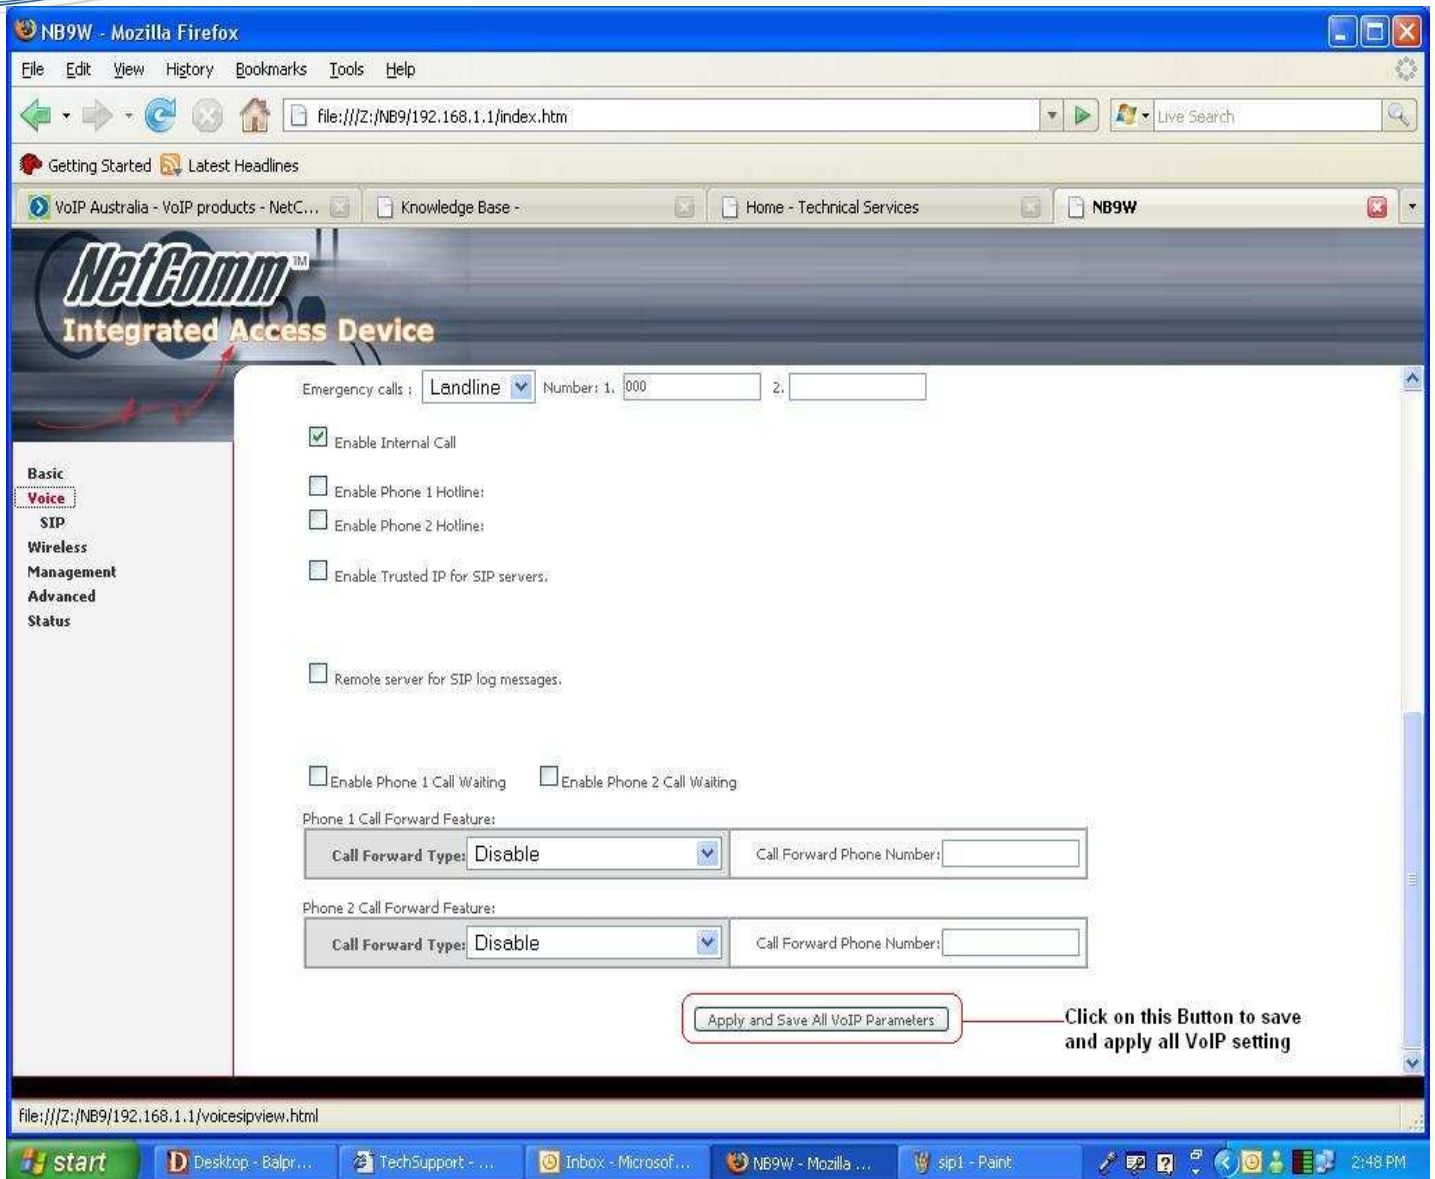 NB9W - Mozilla Firefox
File Edit View History Bookmarks Tools Help
file:///Z:/NB9/192.168.1.1/index.htm Live Search
Getting Started Latest Headlines
VoIP Australia - VoIP products - NetC... Knowledge Base - Home - Technical Services NB9W
NetComm TM
Integrated Access Device
Emergency calls : Landline Number: 1. 000 2.
Enable Internal Call
Basic
Voice
SIP
Wireless
Management
Advanced
Status
Enable Phone 1 Hotline:
Enable Phone 2 Hotline:
Enable Trusted IP for SIP servers.
Remote server for SIP log messages.
Enable Phone 1 Call Waiting Enable Phone 2 Call Waiting
Phone 1 Call Forward Feature:
Call Forward Type: Disable Call Forward Phone Number:
Phone 2 Call Forward Feature:
Call Forward Type: Disable Call Forward Phone Number:
Apply and Save All VoIP Parameters
Click on this Button to save
and apply all VoIP setting
file:///Z:/NB9/192.168.1.1/voicesipview.html
start Desktop - Balpr... TechSupport - ... Inbox - Microsof... NB9W - Mozilla ... sip1 - Paint 2:48 PM